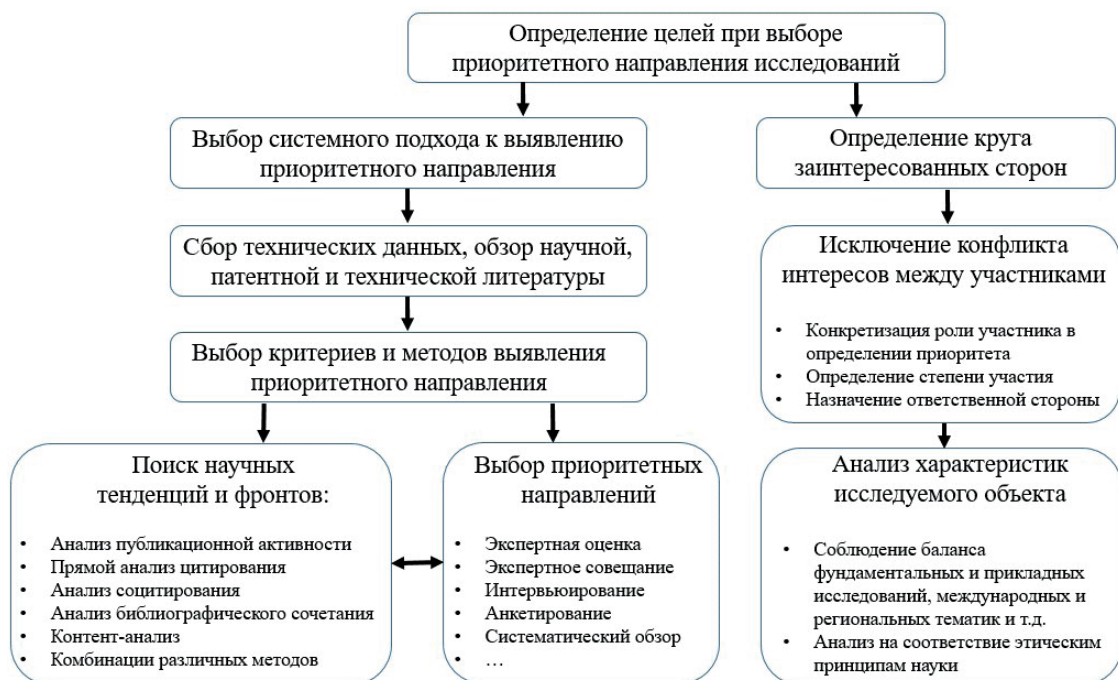 Определение целей при выборе
приоритетного направления исследований
Выбор системного подхода к выявлению
приоритетного направления
Определение круга
заинтересованных сторон
Сбор технических данных, обзор научной,
патентной и технической литературы
Исключение конфликта
интересов между участниками
• Конкретизация роли участника в
определении приоритета
• Определение степени участия
• Назначение ответственной стороны
Выбор критериев и методов выявления
приоритетного направления
Поиск научных
тенденций и фронтов:
• Анализ публикационной активности
• Прямой анализ цитирования
• Анализ социтирования
• Анализ библиографического сочетания
• Контент-анализ
• Комбинации различных методов
Выбор приоритетных
направлений
• Экспертная оценка
• Экспертное совещание
• Интервьюирование
• Анкетирование
• Систематический обзор
• …
Анализ характеристик
исследуемого объекта
• Соблюдение баланса
фундаментальных и прикладных
исследований, международных и
региональных тематик и т.д.
• Анализ на соответствие этическим
принципам науки